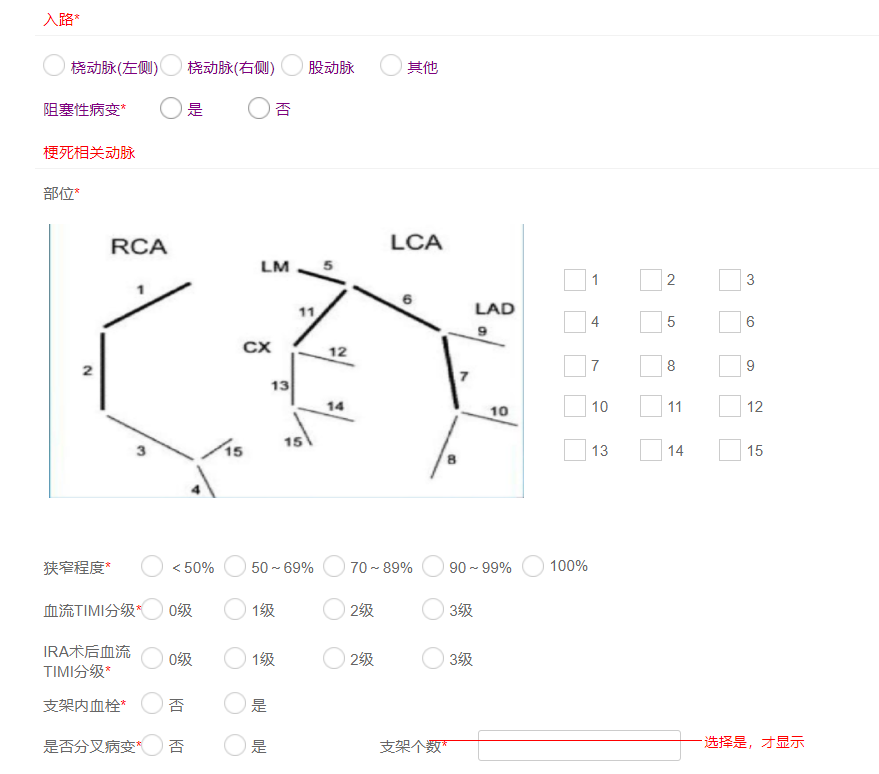 入路*
桡动脉(左侧) 桡动脉(右侧) 股动脉 其他
阻塞性病变* 是 否
梗死相关动脉
部位*
RCA LCA
LM 5
1 11 6 LAD
9
CX 12
2 13 7
14 10
3 15 15 8
4
1 2 3
4 5 6
7 8 9
10 11 12
13 14 15
狭窄程度* ＜50% 50～69% 70～89% 90～99% 100%
血流TIMI分级* 0级 1级 2级 3级
IRA术后血流
TIMI分级* 0级 1级 2级 3级
支架内血栓* 否 是
是否分叉病变* 否 是 支架个数* 选择是，才显示